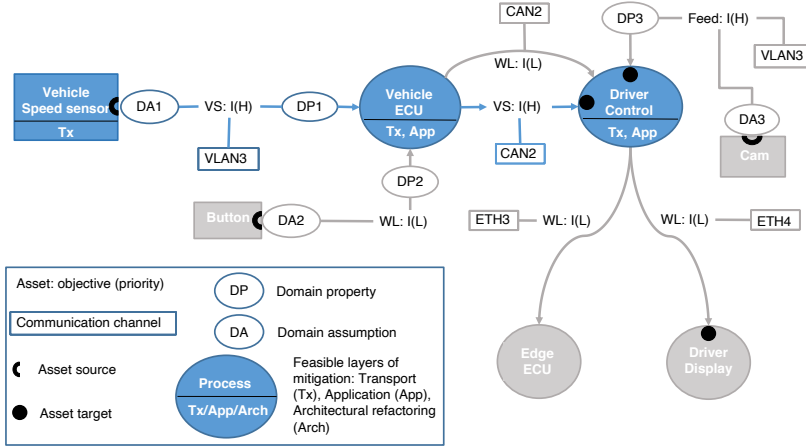 CAN2
DP3
Feed: I(H)
VLAN3
WL: I(L)
Vehicle
Speed sensor
Tx
DA1
VS: I(H)
DP1
Vehicle
ECU
Tx, App
VS: I(H)
Driver
Control
Tx, App
DA3
Cam
VLAN3
CAN2
DP2
Button
DA2
WL: I(L)
ETH3
WL: I(L)
WL: I(L)
ETH4
Asset: objective (priority)
DP
Domain property
Communication channel
DA
Domain assumption
Asset source
Asset target
Process
Tx/App/Arch
Feasible layers of
mitigation: Transport
(Tx), Application (App),
Architectural refactoring
(Arch)
Edge
ECU
Driver
Display